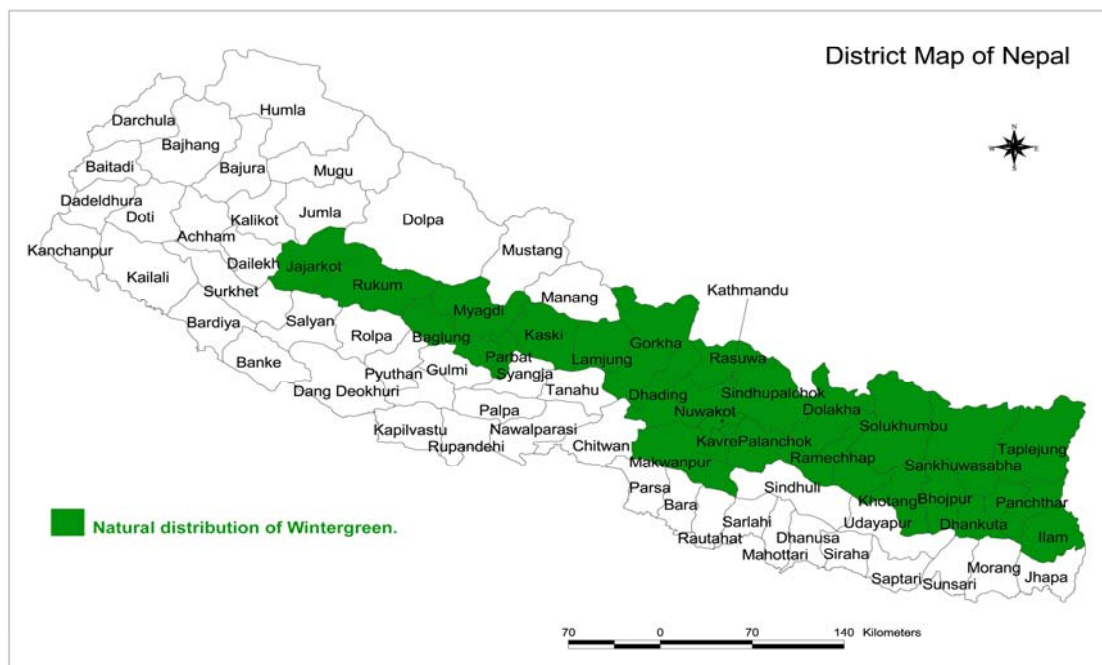 District Map of Nepal
N
W
E
S
Humla
Darchula
Bajhang
Baitadi
Bajura
Mugu
Dadeldhura
Doti
Kalikot
Jumla
Dolpa
Achham
Kanchanpur
Mustang
Dailekh
Jajarkot
Kailali
Rukum
Surkhet
Manang
Kathmandu
Myagdi
Bardiya
Salyan
Rolpa
Baglung
Kaski
Gorkha
Banke
Parbat
Lamjung
Rasuwa
Pyuthan
Gulmi
Syangja
Dang Deokhuri
Tanahu
Dhading
Sindhupalchok
Palpa
Nuwakot
Dolakha
Kapilvastu
Nawalparasi
Solukhumbu
Rupandehi
Chitwan
KavrePalanchok
Taplejung
Makwanpur
Ramechhap
Sankhuwasabha
Parsa
Sindhuli
Bara
Khotang
Bhojpur
Panchthar
Sarlahi
Udayapur
Dhankuta
Rautahat
Dhanusa
Ilam
Mahottari
Siraha
Morang
Saptari
Sunsari
Jhapa
Natural distribution of Wintergreen.
70 0 70 140 Kilometers